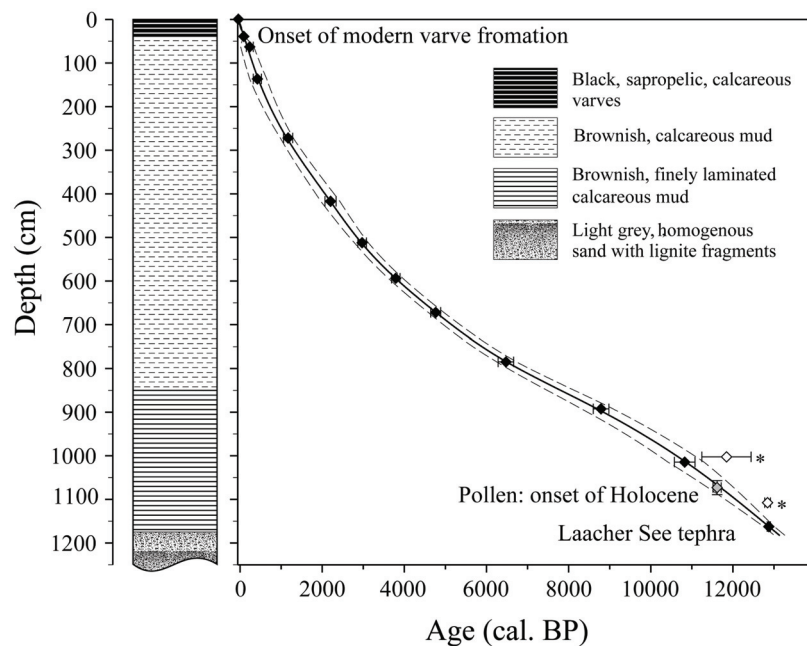 Depth (cm)
0
100
200
300
400
500
600
700
800
900
1000
1100
1200
Onset of modern varve fromation
Black, sapropelic, calcareous
varves
Brownish, calcareous mud
Brownish, finely laminated
calcareous mud
Light grey, homogenous
sand with lignite fragments
*
Pollen: onset of Holocene
*
Laacher See tephra
0 2000 4000 6000 8000 10000 12000
Age (cal. BP)